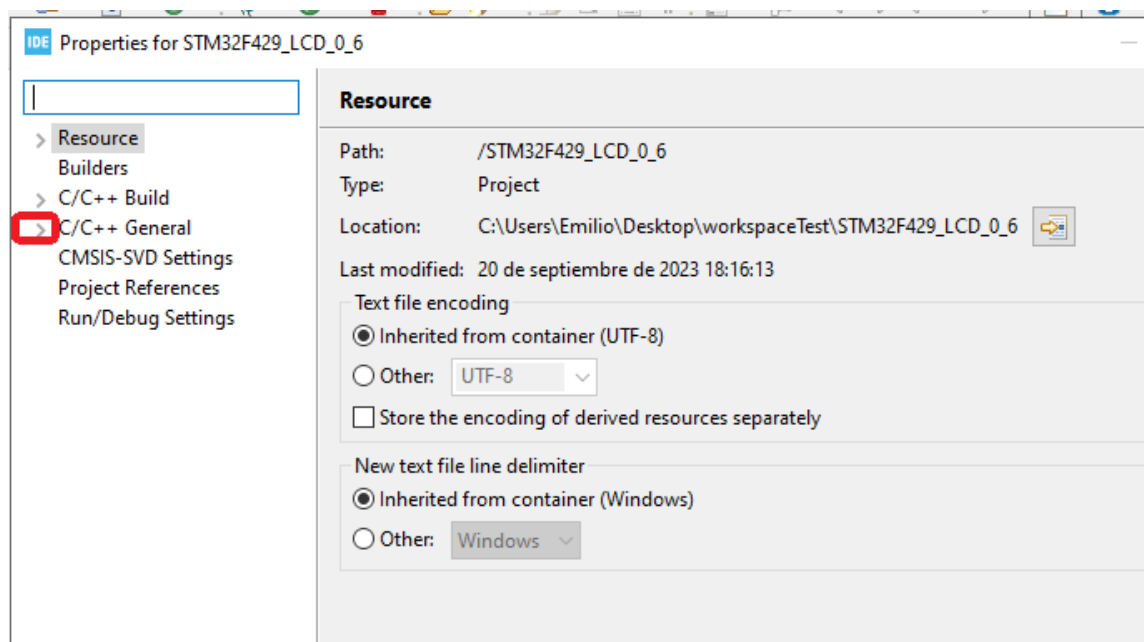 IDE Properties for STM32F429_LCD_0_6
Resource
Builders
C/C++ Build
C/C++ General
CMSIS-SVD Settings
Project References
Run/Debug Settings
Resource
Path: /STM32F429_LCD_0_6
Type: Project
Location: C:\Users\Emilio\Desktop\workspaceTest\STM32F429_LCD_0_6
Last modified: 20 de septiembre de 2023 18:16:13
Text file encoding
Inherited from container (UTF-8)
Other: UTF-8
Store the encoding of derived resources separately
New text file line delimiter
Inherited from container (Windows)
Other: Windows